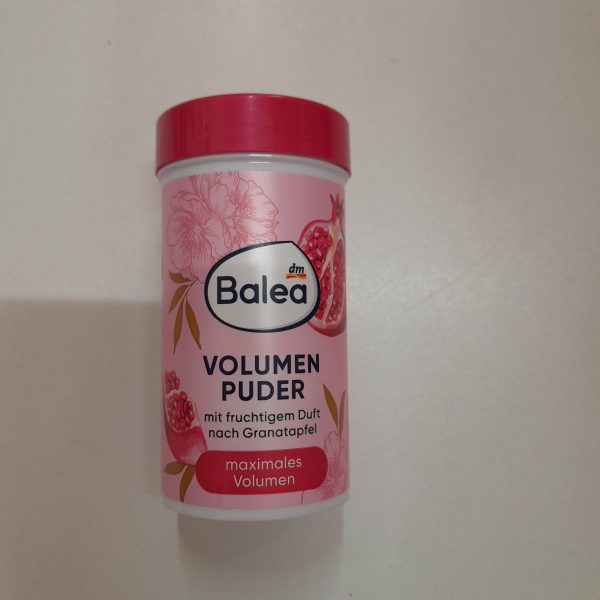 dm
Balea
VOLUMEN
PUDER
mit fruchtigem Duft
nach Granatapfel
maximales
Volumen